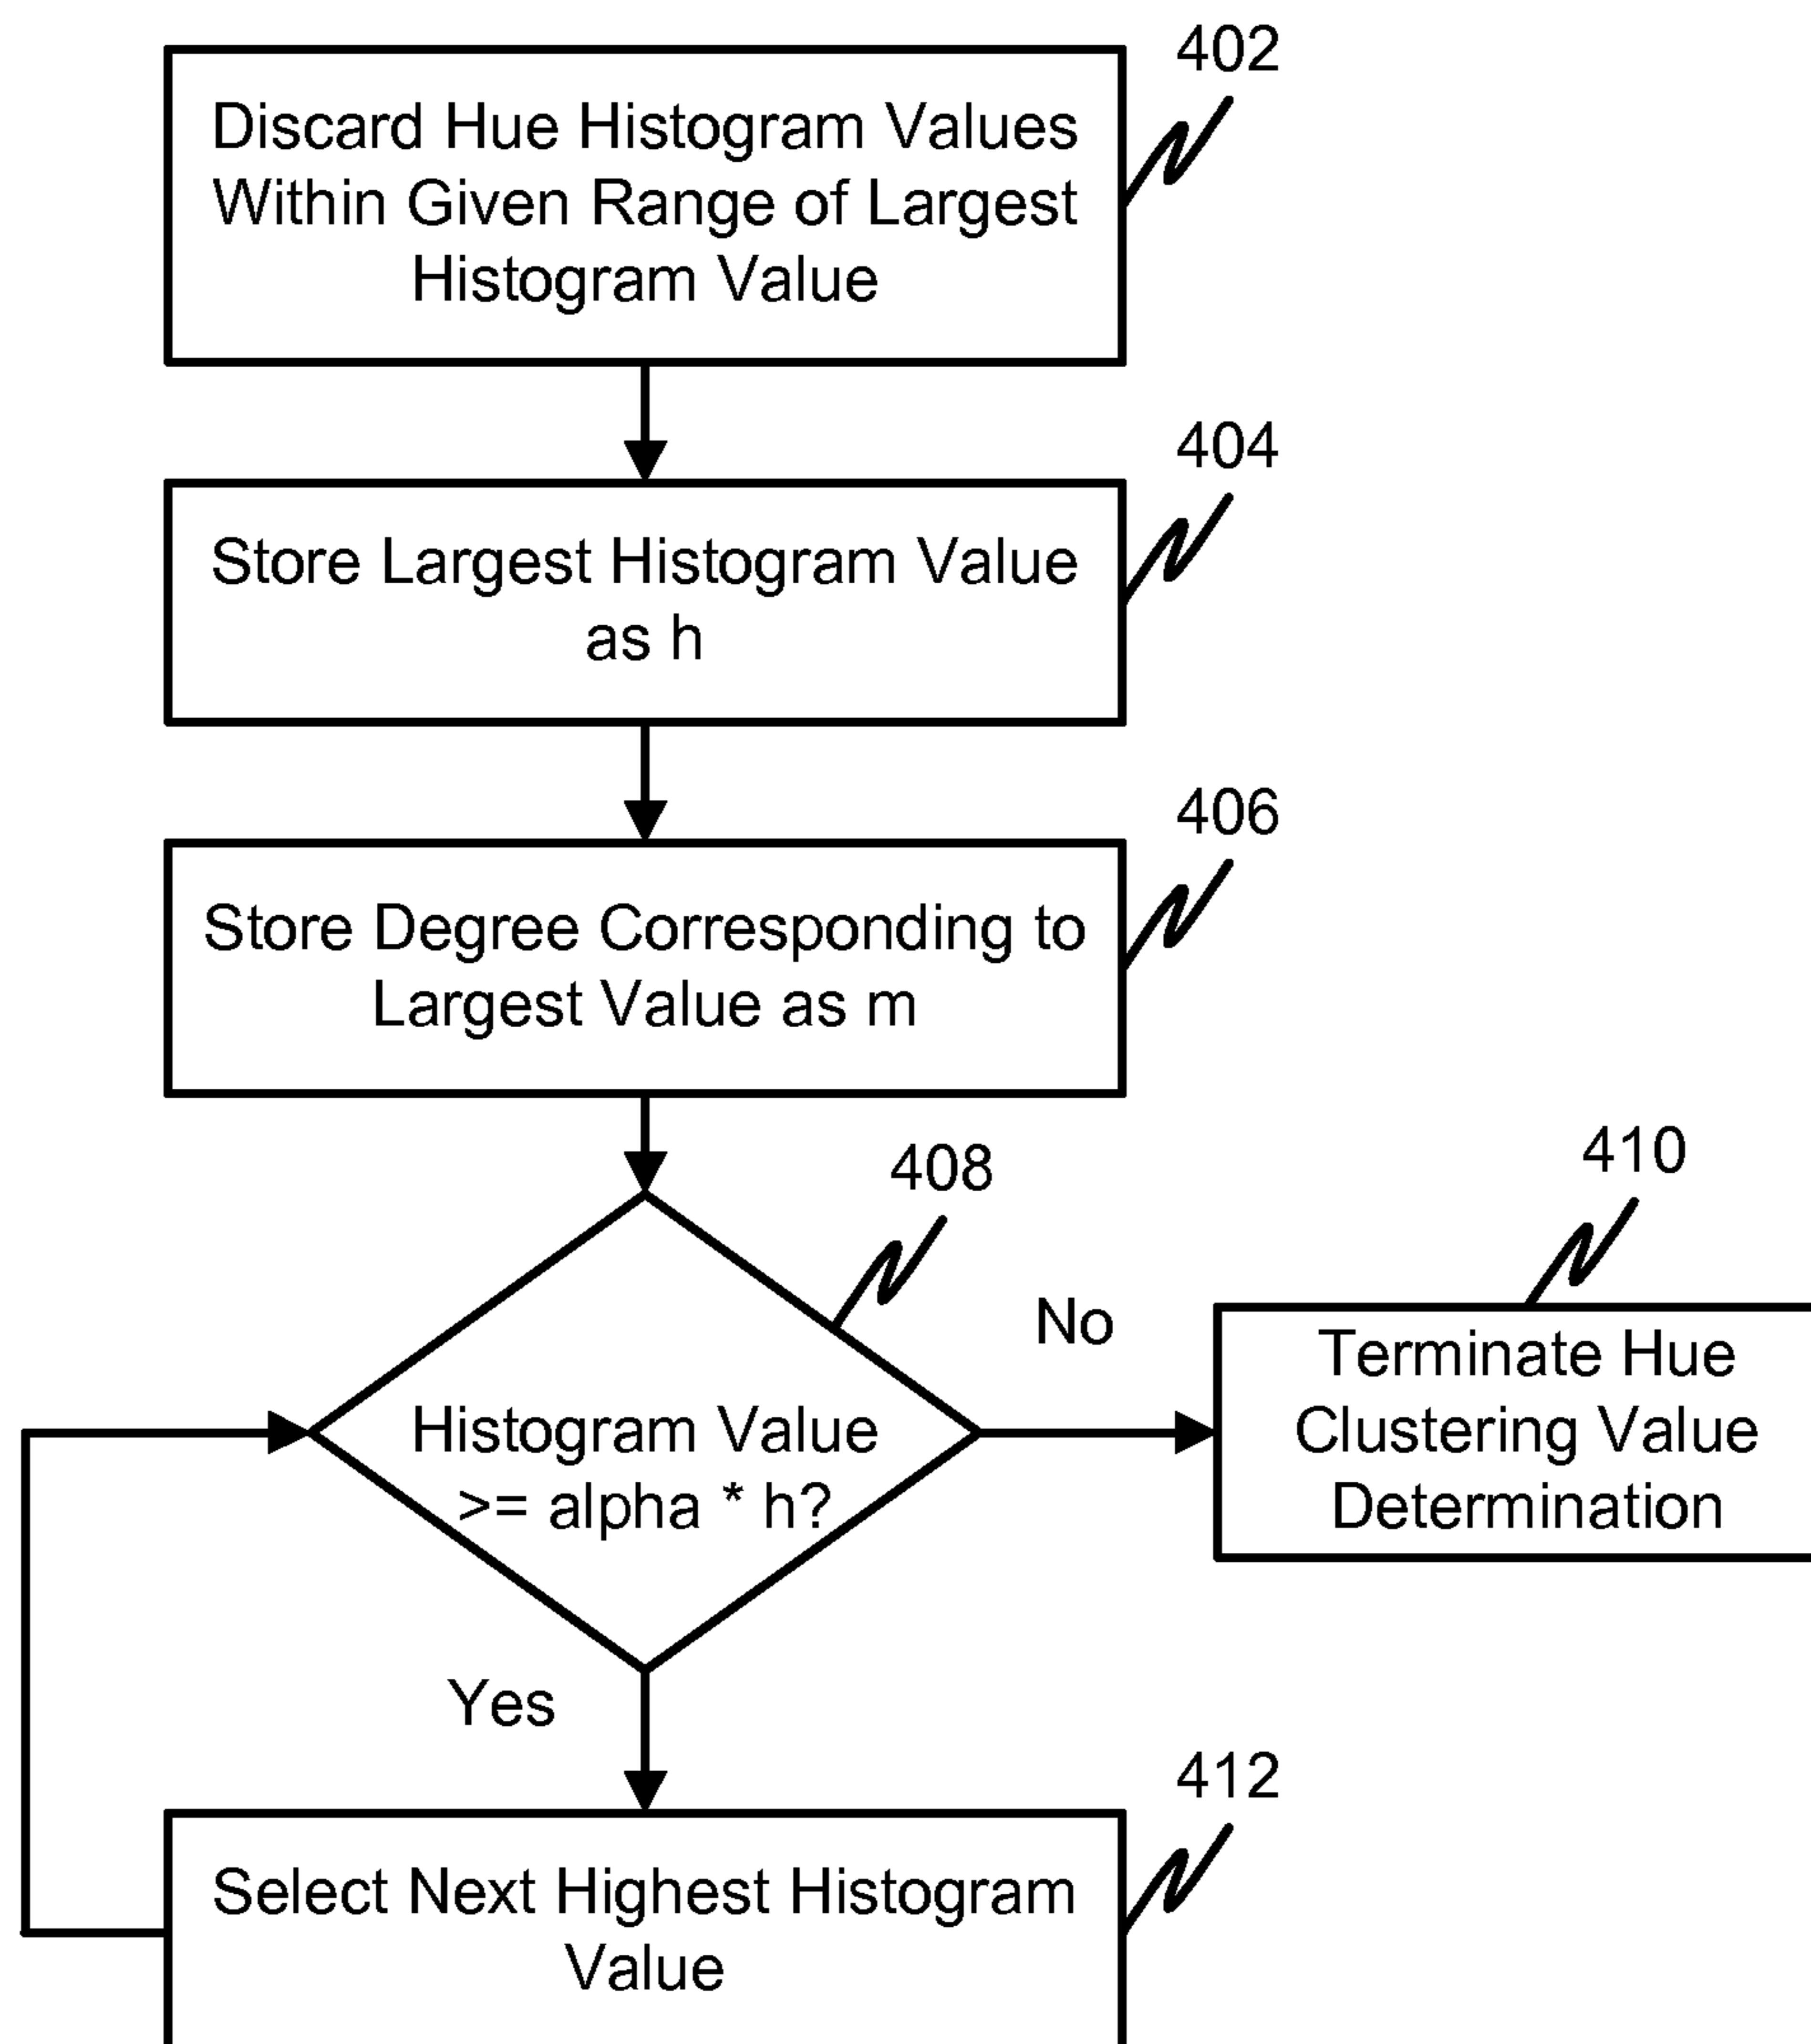 402
Discard Hue Histogram Values
Within Given Range of Largest
Histogram Value
404
Store Largest Histogram Value
as h
406
Store Degree Corresponding to
Largest Value as m
408
410
No
Histogram Value
>= alpha * h?
Terminate Hue
Clustering Value
Determination
Yes
412
Select Next Highest Histogram
Value